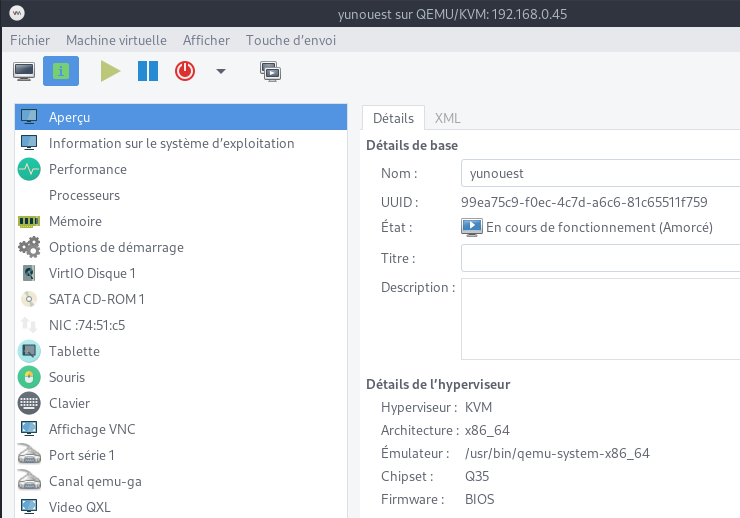 yunouest sur QEMU/KVM: 192.168.0.45
Fichier Machine virtuelle Afficher Touche d'envoi
Aperçu
Information sur le système d'exploitation
Performance
Processeurs
Mémoire
Options de démarrage
VirtIO Disque 1
SATA CD-ROM 1
NIC :74:51:c5
Tablette
Souris
Clavier
Affichage VNC
Port série 1
Canal qemu-ga
Video QXL
Détails XML
Détails de base
Nom : yunouest
UUID : 99ea75c9-f0ec-4c7d-a6c6-81c65511f759
État : En cours de fonctionnement (Amorcé)
Titre :
Description :
Détails de l'hyperviseur
Hyperviseur : KVM
Architecture : x86_64
Émulateur : /usr/bin/qemu-system-x86_64
Chipset : Q35
Firmware : BIOS